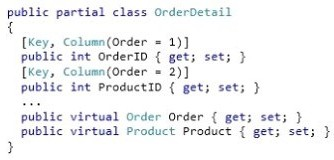 public partial class OrderDetail
{
[Key, Column(Order = 1)]
public int OrderID { get; set; }
[Key, Column(Order = 2)]
public int ProductID { get; set; }
...
public virtual Order Order { get; set; }
public virtual Product Product { get; set; }
}